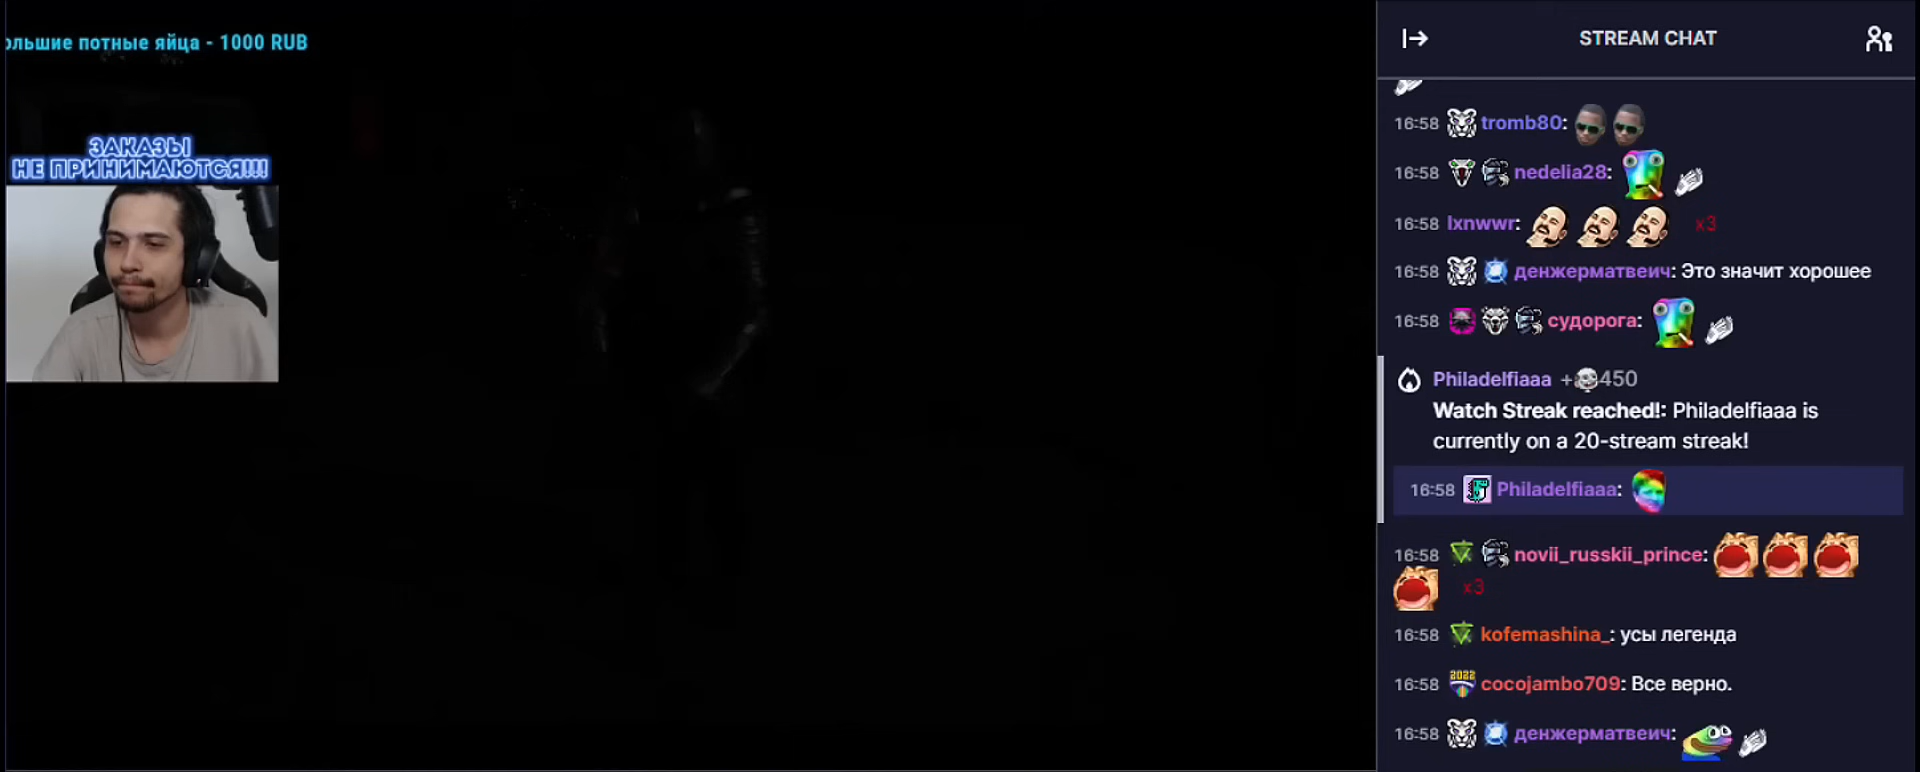 ольшие потные яйца - 1000 RUB
ЗАКАЗЫ
НЕ ПРИНИМАЮТСЯ!!!
STREAM CHAT
16:58 tromb80:
16:58 nedelia28:
16:58 lxnwwr: x3
16:58 денжерматвеич: Это значит хорошее
16:58 судорога:
Philadelfiaaa +450
Watch Streak reached!: Philadelfiaaa is
currently on a 20-stream streak!
16:58 Philadelfiaaa:
16:58 novii_russkii_prince:
x3
16:58 kofemashina_: усы легенда
16:58 2022 cocojambo709: Все верно.
16:58 денжерматвеич: